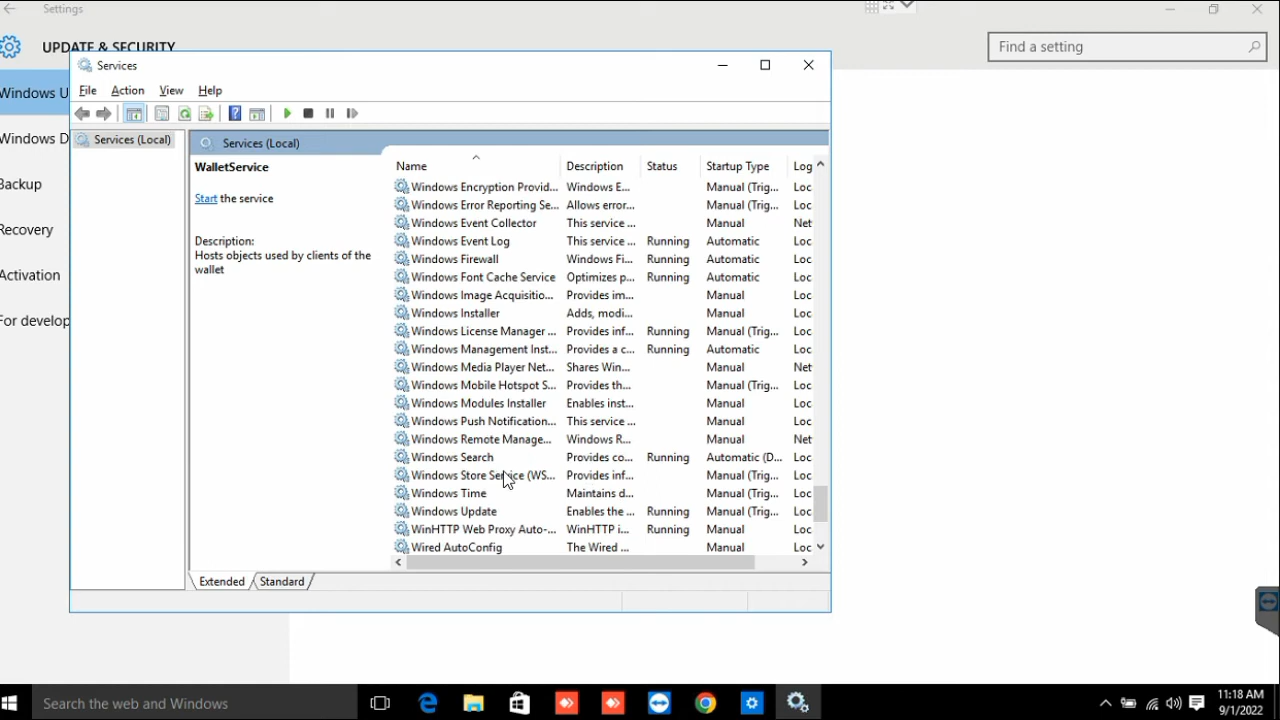 Settings
UPDATE & SECURITY
Find a setting
Windows U
Windows D
Backup
Recovery
Activation
For develop
Services
File Action View Help
Services (Local)
Services (Local)
WalletService
Start the service
Description:
Hosts objects used by clients of the
wallet
Name Description Status Startup Type Log
Windows Encryption Provid... Windows E... Manual (Trig... Loc
Windows Error Reporting Se... Allows error... Manual (Trig... Loc
Windows Event Collector This service ... Manual Net
Windows Event Log This service ... Running Automatic Loc
Windows Firewall Windows Fi... Running Automatic Loc
Windows Font Cache Service Optimizes p... Running Automatic Loc
Windows Image Acquisitio... Provides im... Manual Loc
Windows Installer Adds, modi... Manual Loc
Windows License Manager ... Provides inf... Running Manual (Trig... Loc
Windows Management Inst... Provides a c... Running Automatic Loc
Windows Media Player Net... Shares Win... Manual Net
Windows Mobile Hotspot S... Provides th... Manual (Trig... Loc
Windows Modules Installer Enables inst... Manual Loc
Windows Push Notification... This service ... Manual Loc
Windows Remote Manage... Windows R... Manual Net
Windows Search Provides co... Running Automatic (D... Loc
Windows Store Service (WS... Provides inf... Manual (Trig... Loc
Windows Time Maintains d... Manual (Trig... Loc
Windows Update Enables the ... Running Manual (Trig... Loc
WinHTTP Web Proxy Auto-... WinHTTP i... Running Manual Loc
Wired AutoConfig The Wired ... Manual Loc
Extended Standard
Search the web and Windows
11:18 AM
9/1/2022